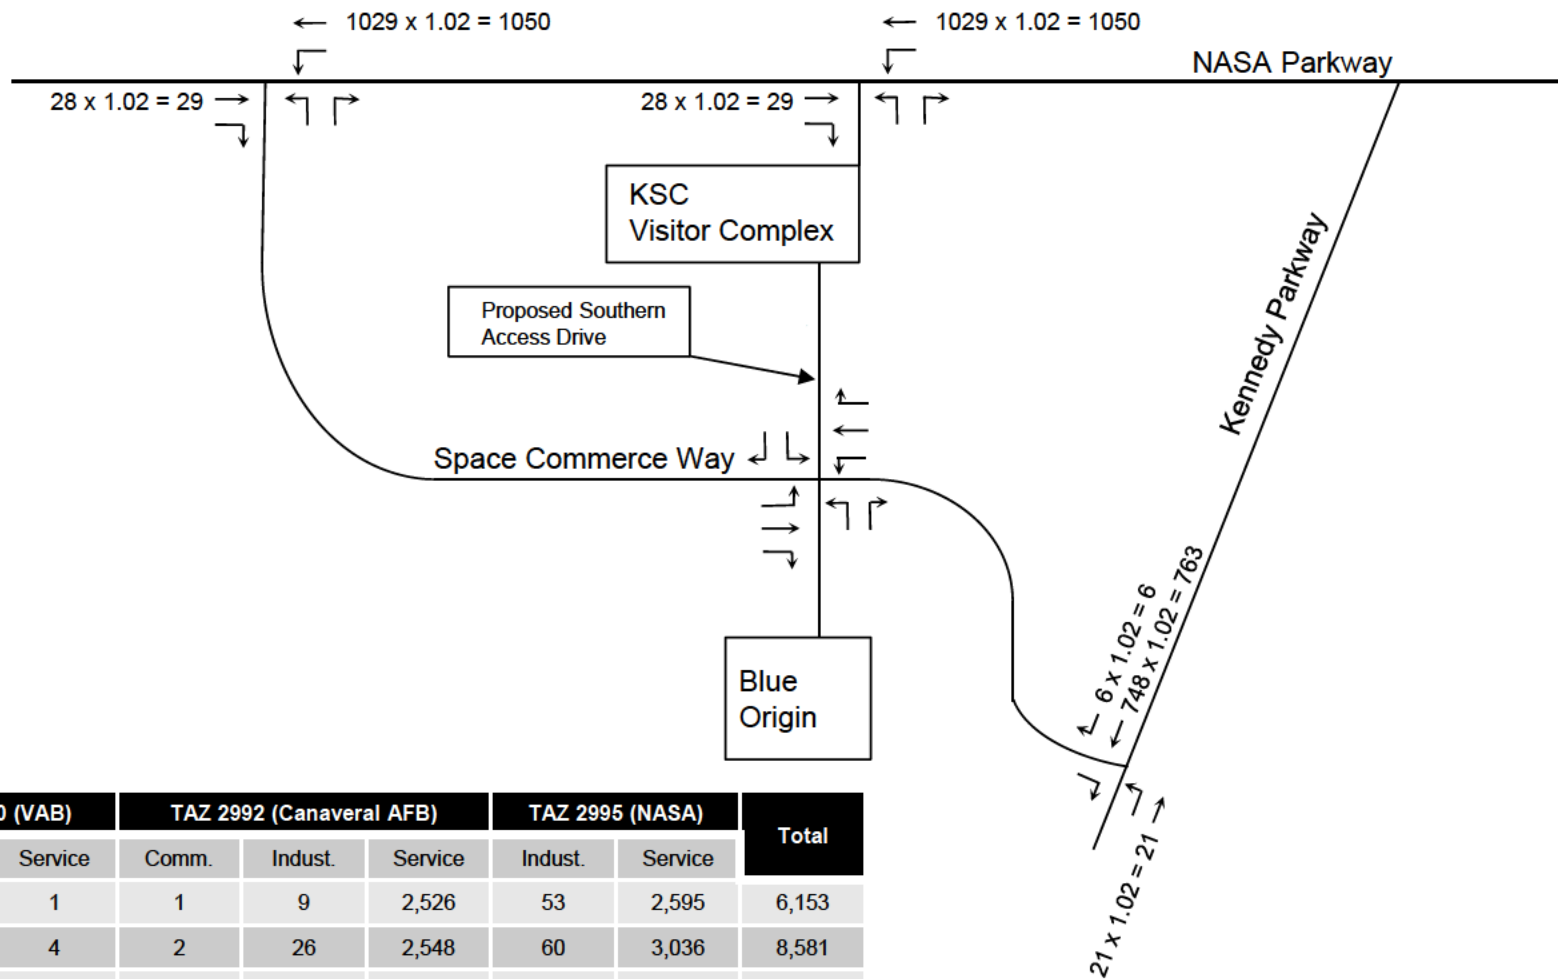 1029 x 1.02 = 1050
1029 x 1.02 = 1050
NASA Parkway
28 x 1.02 = 29
28 x 1.02 = 29
KSC
Visitor Complex
Proposed Southern
Access Drive
Kennedy Parkway
Space Commerce Way
6 x 1.02 = 6
748 x 1.02 = 763
Blue
Origin
21 x 1.02 = 21
0 (VAB) TAZ 2992 (Canaveral AFB) TAZ 2995 (NASA) Total
Service Comm. Indust. Service Indust. Service
1 1 9 2,526 53 2,595 6,153
4 2 26 2,548 60 3,036 8,581